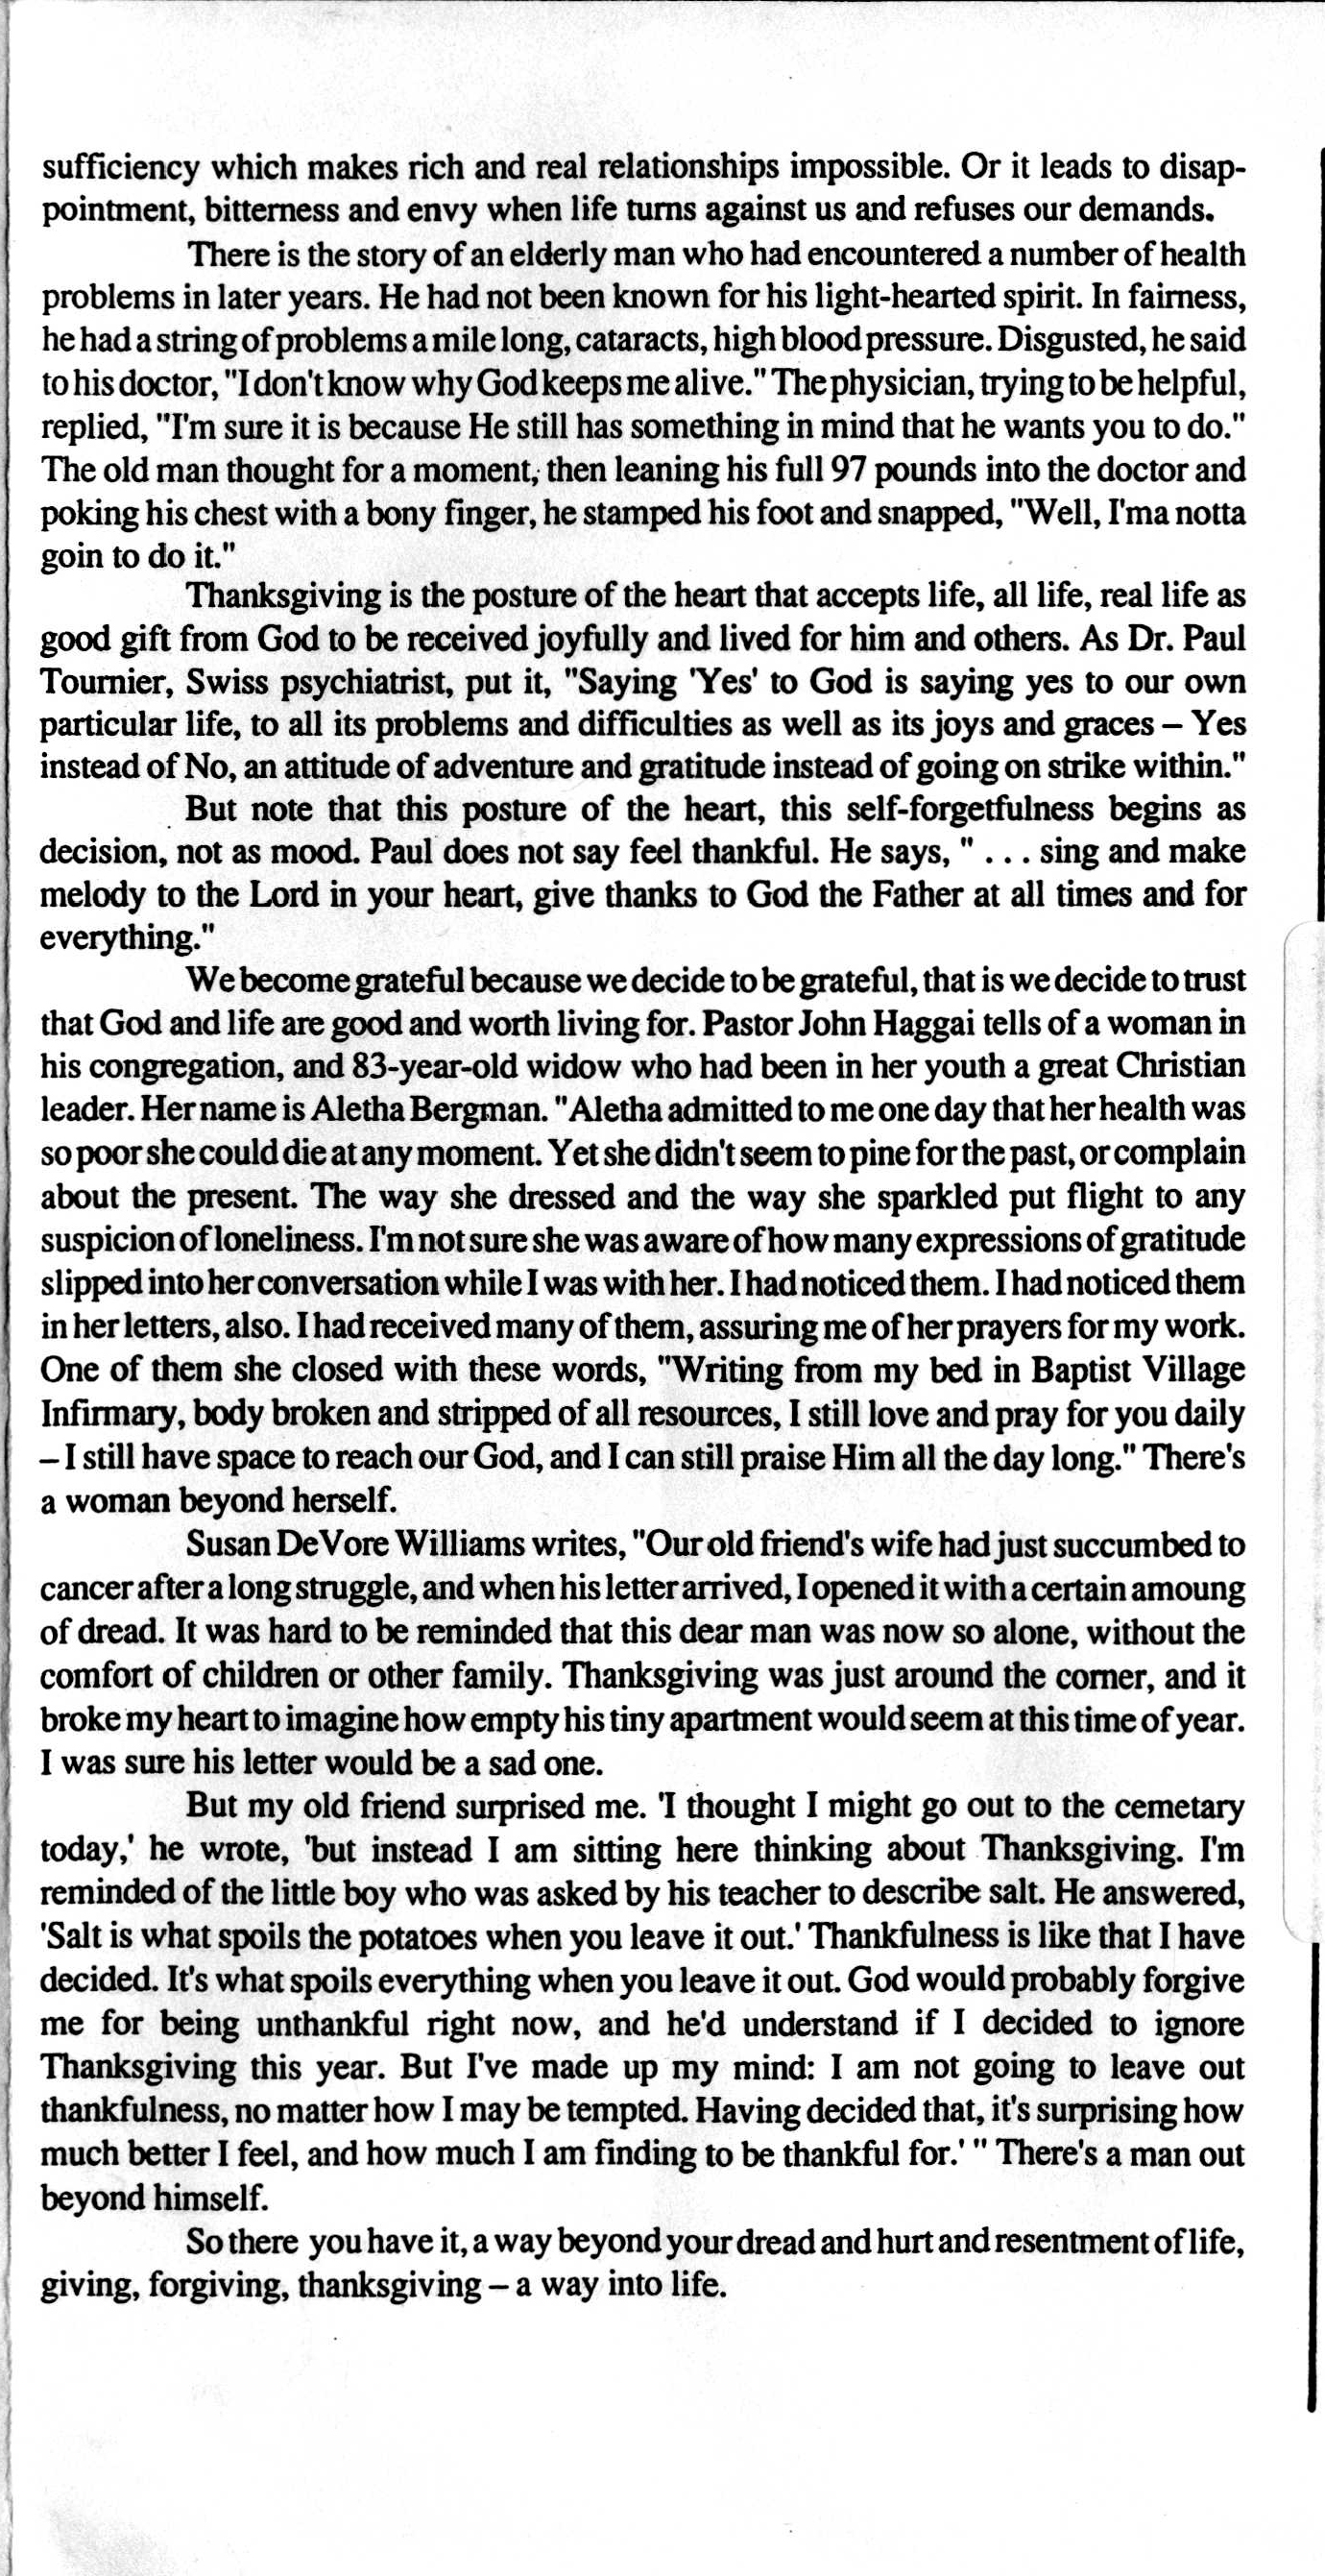 sufficiency which makes rich and real relationships impossible. Or it leads to disap-
pointment, bitterness and envy when life turns against us and refuses our demands.
There is the story of an elderly man who had encountered a number of health
problems in later years. He had not been known for his light-hearted spirit. In fairness,
he had a string of problems a mile long, cataracts, high blood pressure. Disgusted, he said
to his doctor, "I don't know why God keeps me alive." The physician, trying to be helpful,
replied, "I'm sure it is because He still has something in mind that he wants you to do."
The old man thought for a moment, then leaning his full 97 pounds into the doctor and
poking his chest with a bony finger, he stamped his foot and snapped, "Well, I'ma notta
goin to do it."
Thanksgiving is the posture of the heart that accepts life, all life, real life as
good gift from God to be received joyfully and lived for him and others. As Dr. Paul
Tournier, Swiss psychiatrist, put it, "Saying 'Yes' to God is saying yes to our own
particular life, to all its problems and difficulties as well as its joys and graces – Yes
instead of No, an attitude of adventure and gratitude instead of going on strike within."
But note that this posture of the heart, this self-forgetfulness begins as
decision, not as mood. Paul does not say feel thankful. He says, " . . . sing and make
melody to the Lord in your heart, give thanks to God the Father at all times and for
everything."
We become grateful because we decide to be grateful, that is we decide to trust
that God and life are good and worth living for. Pastor John Haggai tells of a woman in
his congregation, and 83-year-old widow who had been in her youth a great Christian
leader. Her name is Aletha Bergman. "Aletha admitted to me one day that her health was
so poor she could die at any moment. Yet she didn't seem to pine for the past, or complain
about the present. The way she dressed and the way she sparkled put flight to any
suspicion of loneliness. I'm not sure she was aware of how many expressions of gratitude
slipped into her conversation while I was with her. I had noticed them. I had noticed them
in her letters, also. I had received many of them, assuring me of her prayers for my work.
One of them she closed with these words, "Writing from my bed in Baptist Village
Infirmary, body broken and stripped of all resources, I still love and pray for you daily
– I still have space to reach our God, and I can still praise Him all the day long." There's
a woman beyond herself.
Susan DeVore Williams writes, "Our old friend's wife had just succumbed to
cancer after a long struggle, and when his letter arrived, I opened it with a certain amoung
of dread. It was hard to be reminded that this dear man was now so alone, without the
comfort of children or other family. Thanksgiving was just around the corner, and it
broke my heart to imagine how empty his tiny apartment would seem at this time of year.
I was sure his letter would be a sad one.
But my old friend surprised me. 'I thought I might go out to the cemetary
today,' he wrote, 'but instead I am sitting here thinking about Thanksgiving. I'm
reminded of the little boy who was asked by his teacher to describe salt. He answered,
'Salt is what spoils the potatoes when you leave it out.' Thankfulness is like that I have
decided. It's what spoils everything when you leave it out. God would probably forgive
me for being unthankful right now, and he'd understand if I decided to ignore
Thanksgiving this year. But I've made up my mind: I am not going to leave out
thankfulness, no matter how I may be tempted. Having decided that, it's surprising how
much better I feel, and how much I am finding to be thankful for.' " There's a man out
beyond himself.
So there you have it, a way beyond your dread and hurt and resentment of life,
giving, forgiving, thanksgiving – a way into life.